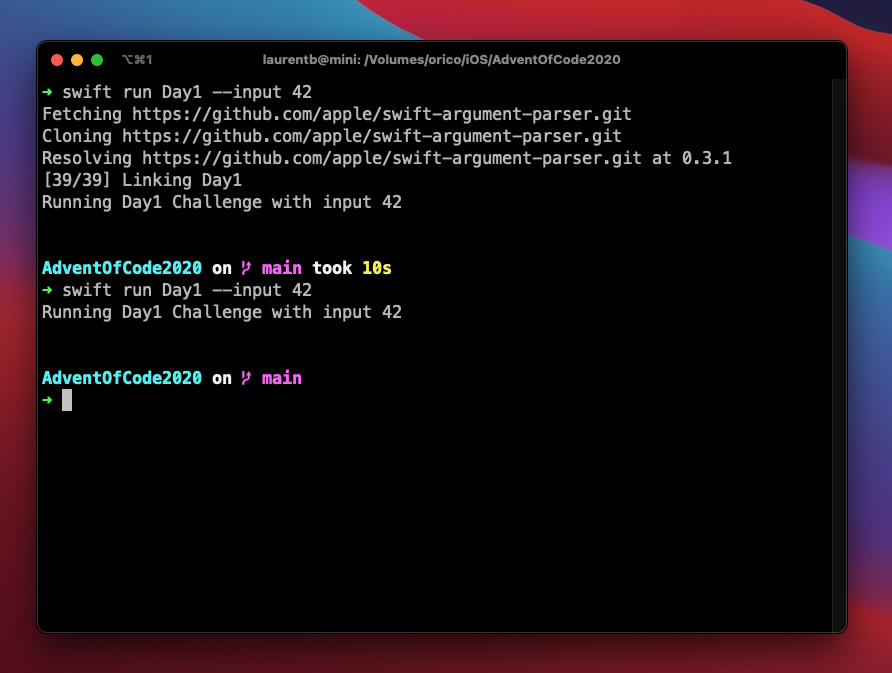 ⌥⌘1 laurentb@mini: /Volumes/orico/iOS/AdventOfCode2020
➜ swift run Day1 --input 42
Fetching https://github.com/apple/swift-argument-parser.git
Cloning https://github.com/apple/swift-argument-parser.git
Resolving https://github.com/apple/swift-argument-parser.git at 0.3.1
[39/39] Linking Day1
Running Day1 Challenge with input 42
AdventOfCode2020 on main took 10s
➜ swift run Day1 --input 42
Running Day1 Challenge with input 42
AdventOfCode2020 on main
➜